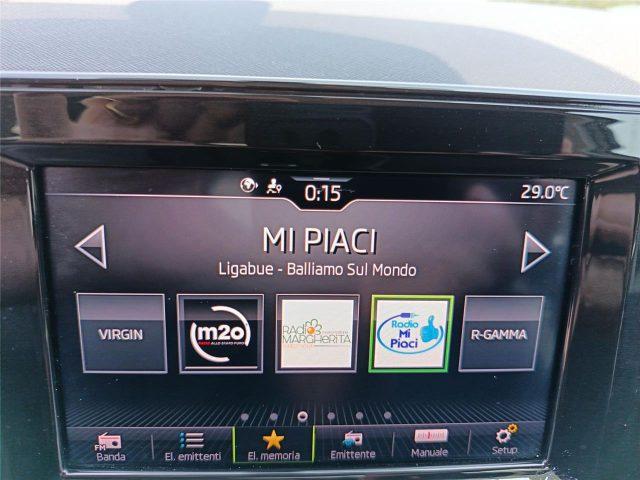 0:15
29.0°C
MI PIACI
Ligabue - Balliamo Sul Mondo
VIRGIN
m2o
RADIO
MARGHERITA
Radio
Mi
Piaci
R-GAMMA
FM
Banda
El. emittenti
El. memoria
Emittente
Manuale
Setup